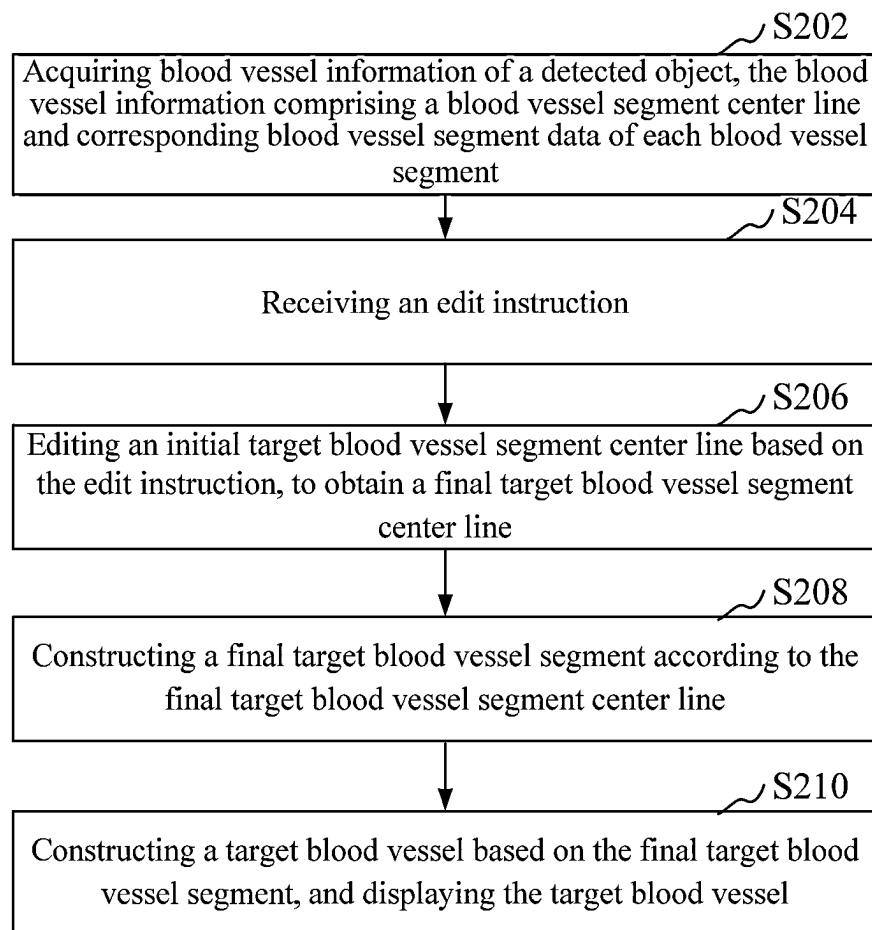 S202
Acquiring blood vessel information of a detected object, the blood
vessel information comprising a blood vessel segment center line
and corresponding blood vessel segment data of each blood vessel
segment
S204
Receiving an edit instruction
S206
Editing an initial target blood vessel segment center line based on
the edit instruction, to obtain a final target blood vessel segment
center line
S208
Constructing a final target blood vessel segment according to the
final target blood vessel segment center line
S210
Constructing a target blood vessel based on the final target blood
vessel segment, and displaying the target blood vessel